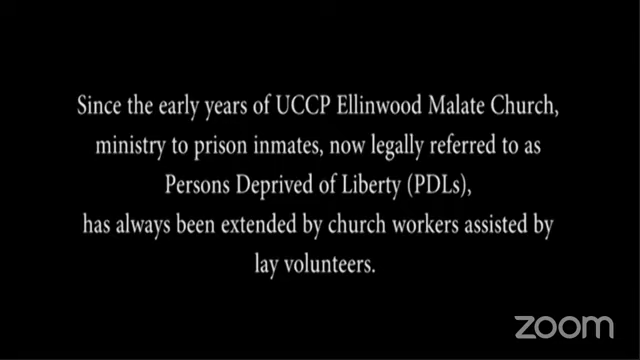 Since the early years of UCCP Ellinwood Malate Church,
ministry to prison inmates, now legally referred to as
Persons Deprived of Liberty (PDLs),
has always been extended by church workers assisted by
lay volunteers.
zoom